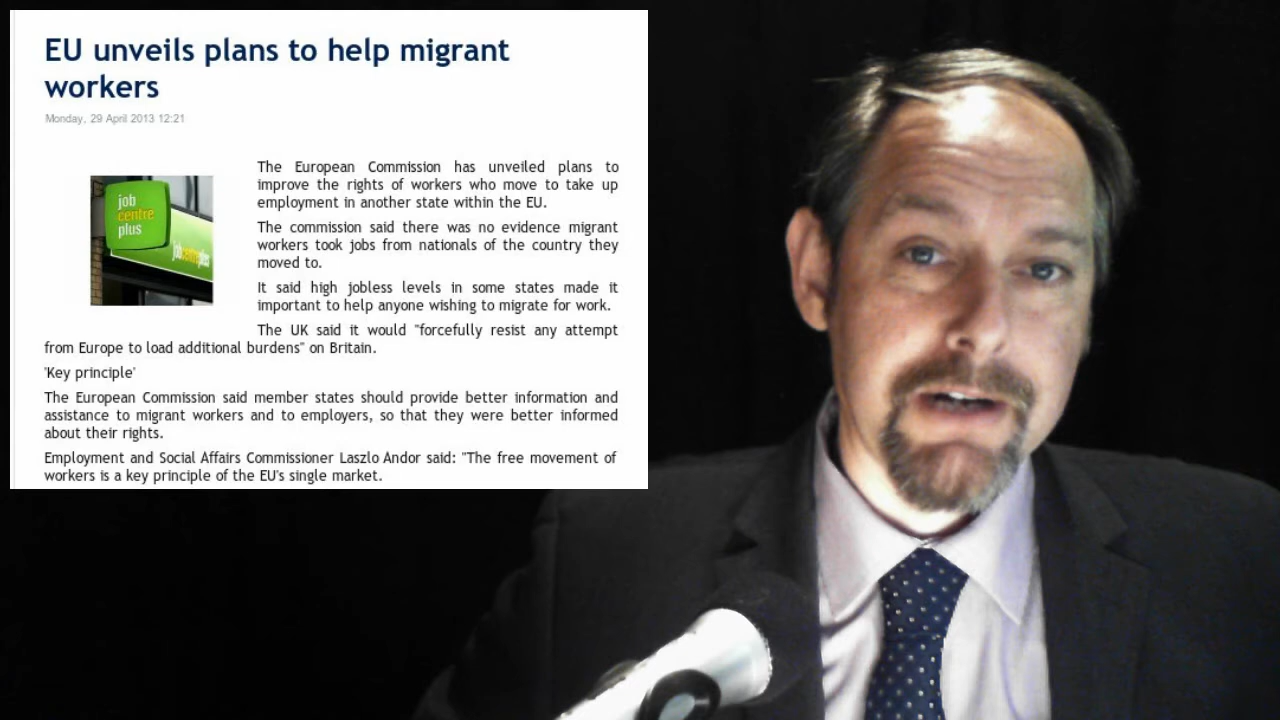 EU unveils plans to help migrant
workers
Monday, 29 April 2013 12:21
job
centre
plus
jobcentreplus
The European Commission has unveiled plans to
improve the rights of workers who move to take up
employment in another state within the EU.
The commission said there was no evidence migrant
workers took jobs from nationals of the country they
moved to.
It said high jobless levels in some states made it
important to help anyone wishing to migrate for work.
The UK said it would "forcefully resist any attempt
from Europe to load additional burdens" on Britain.
'Key principle'
The European Commission said member states should provide better information and
assistance to migrant workers and to employers, so that they were better informed
about their rights.
Employment and Social Affairs Commissioner Laszlo Andor said: "The free movement of
workers is a key principle of the EU's single market.